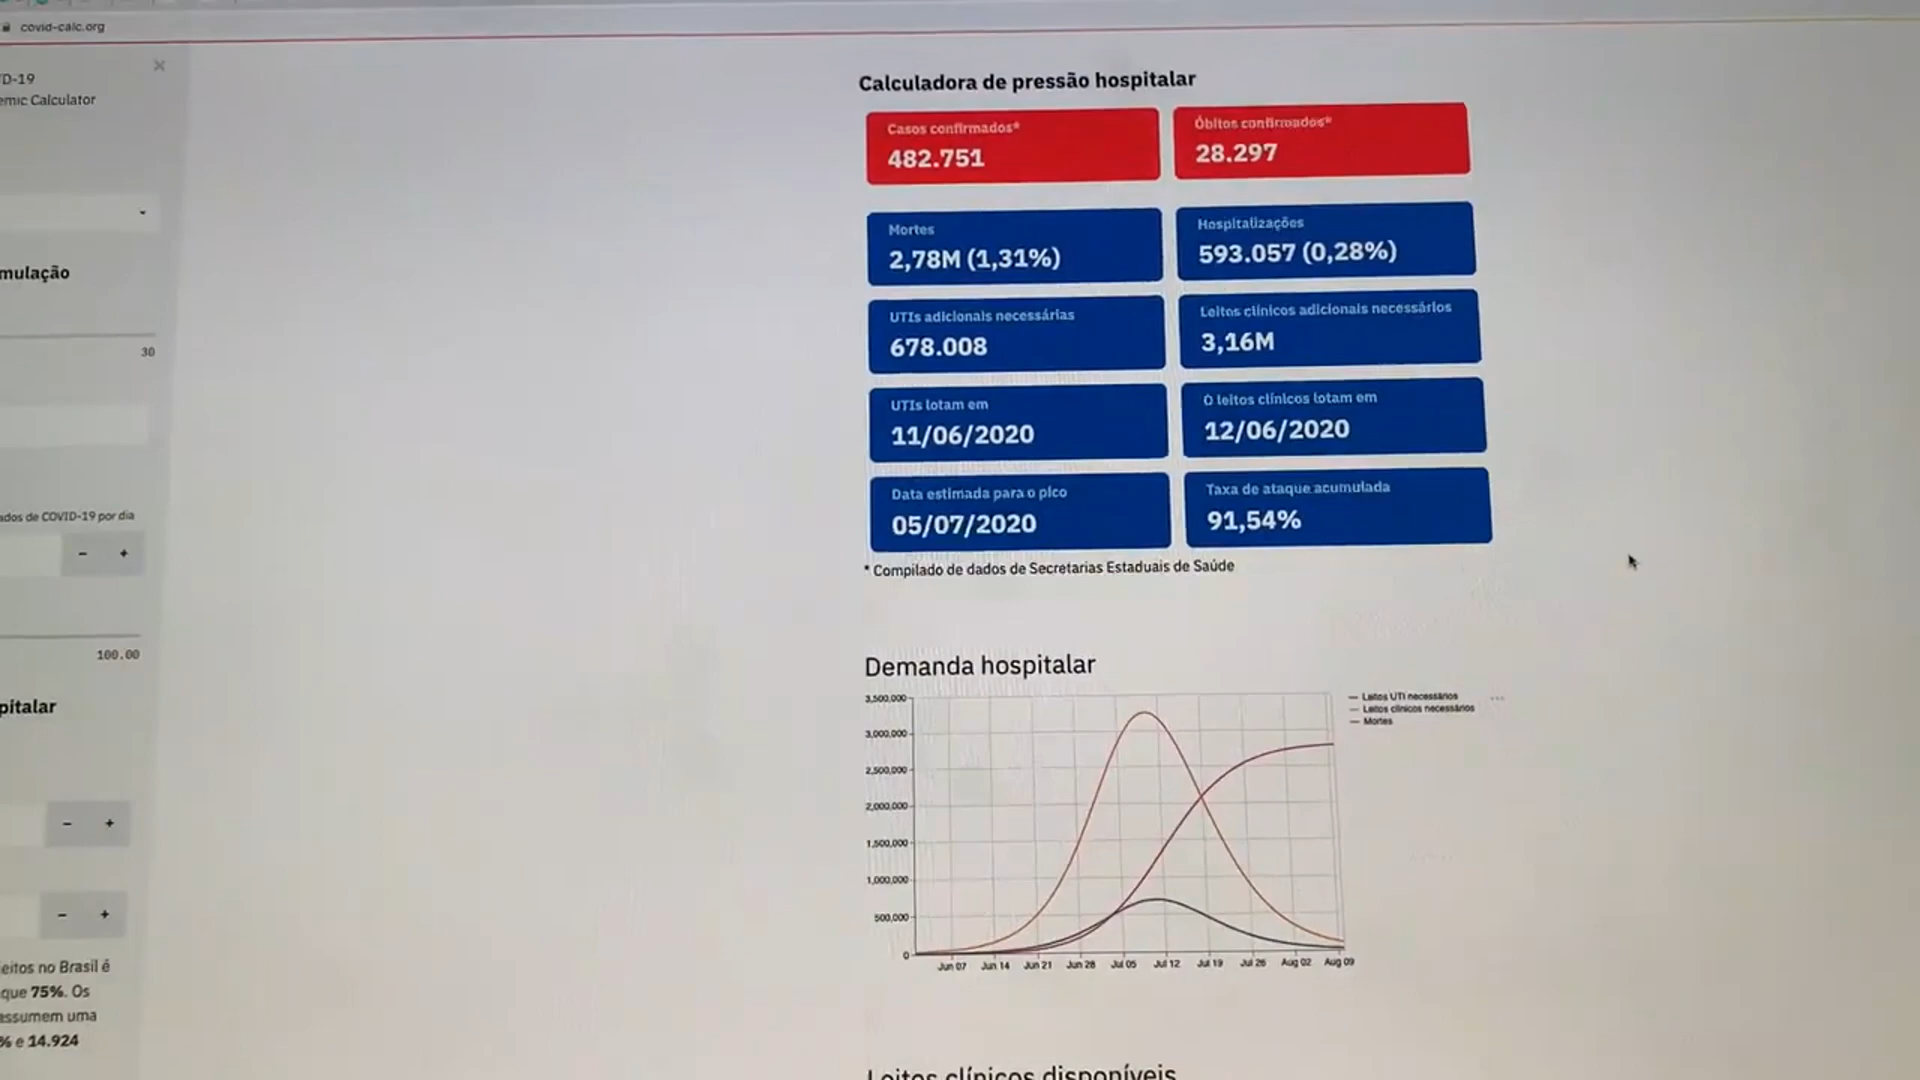 covid-calc.org
D-19
emic Calculator
mulação
30
ados de COVID-19 por dia
- +
100.00
pitalar
- +
- +
eitos no Brasil é
que 75%. Os
assumem uma
% e 14.924
Calculadora de pressão hospitalar
Casos confirmados*
482.751
Óbitos confirmados*
28.297
Mortes
2,78M (1,31%)
Hospitalizações
593.057 (0,28%)
UTIs adicionais necessárias
678.008
Leitos clínicos adicionais necessários
3,16M
UTIs lotam em
11/06/2020
O leitos clínicos lotam em
12/06/2020
Data estimada para o pico
05/07/2020
Taxa de ataque acumulada
91,54%
* Compilado de dados de Secretarias Estaduais de Saúde
Demanda hospitalar
3,500,000
3,000,000
2,500,000
2,000,000
1,500,000
1,000,000
500,000
0
Jun 07 Jun 14 Jun 21 Jun 28 Jul 05 Jul 12 Jul 19 Jul 26 Aug 02 Aug 09
Leitos UTI necessários
Leitos clínicos necessários
Mortes
Leitos clínicos disponíveis